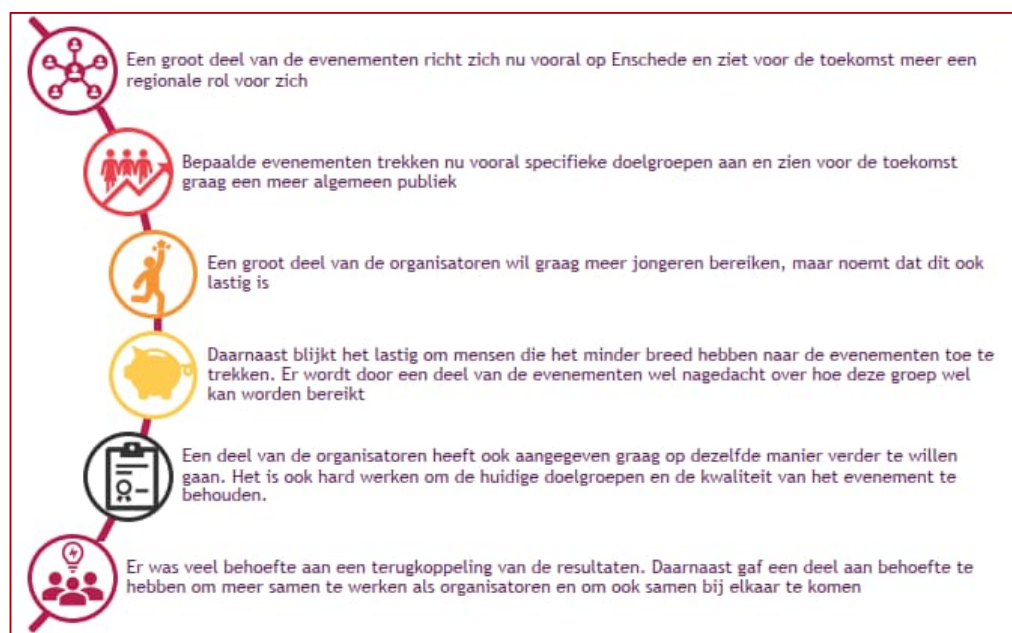 Een groot deel van de evenementen richt zich nu vooral op Enschede en ziet voor de toekomst meer een
regionale rol voor zich
Bepaalde evenementen trekken nu vooral specifieke doelgroepen aan en zien voor de toekomst
graag een meer algemeen publiek
Een groot deel van de organisatoren wil graag meer jongeren bereiken, maar noemt dat dit ook
lastig is
Daarnaast blijkt het lastig om mensen die het minder breed hebben naar de evenementen toe te
trekken. Er wordt door een deel van de evenementen wel nagedacht over hoe deze groep wel
kan worden bereikt
Een deel van de organisatoren heeft ook aangegeven graag op dezelfde manier verder te willen
gaan. Het is ook hard werken om de huidige doelgroepen en de kwaliteit van het evenement te
behouden.
Er was veel behoefte aan een terugkoppeling van de resultaten. Daarnaast gaf een deel aan behoefte te
hebben om meer samen te werken als organisatoren en om ook samen bij elkaar te komen